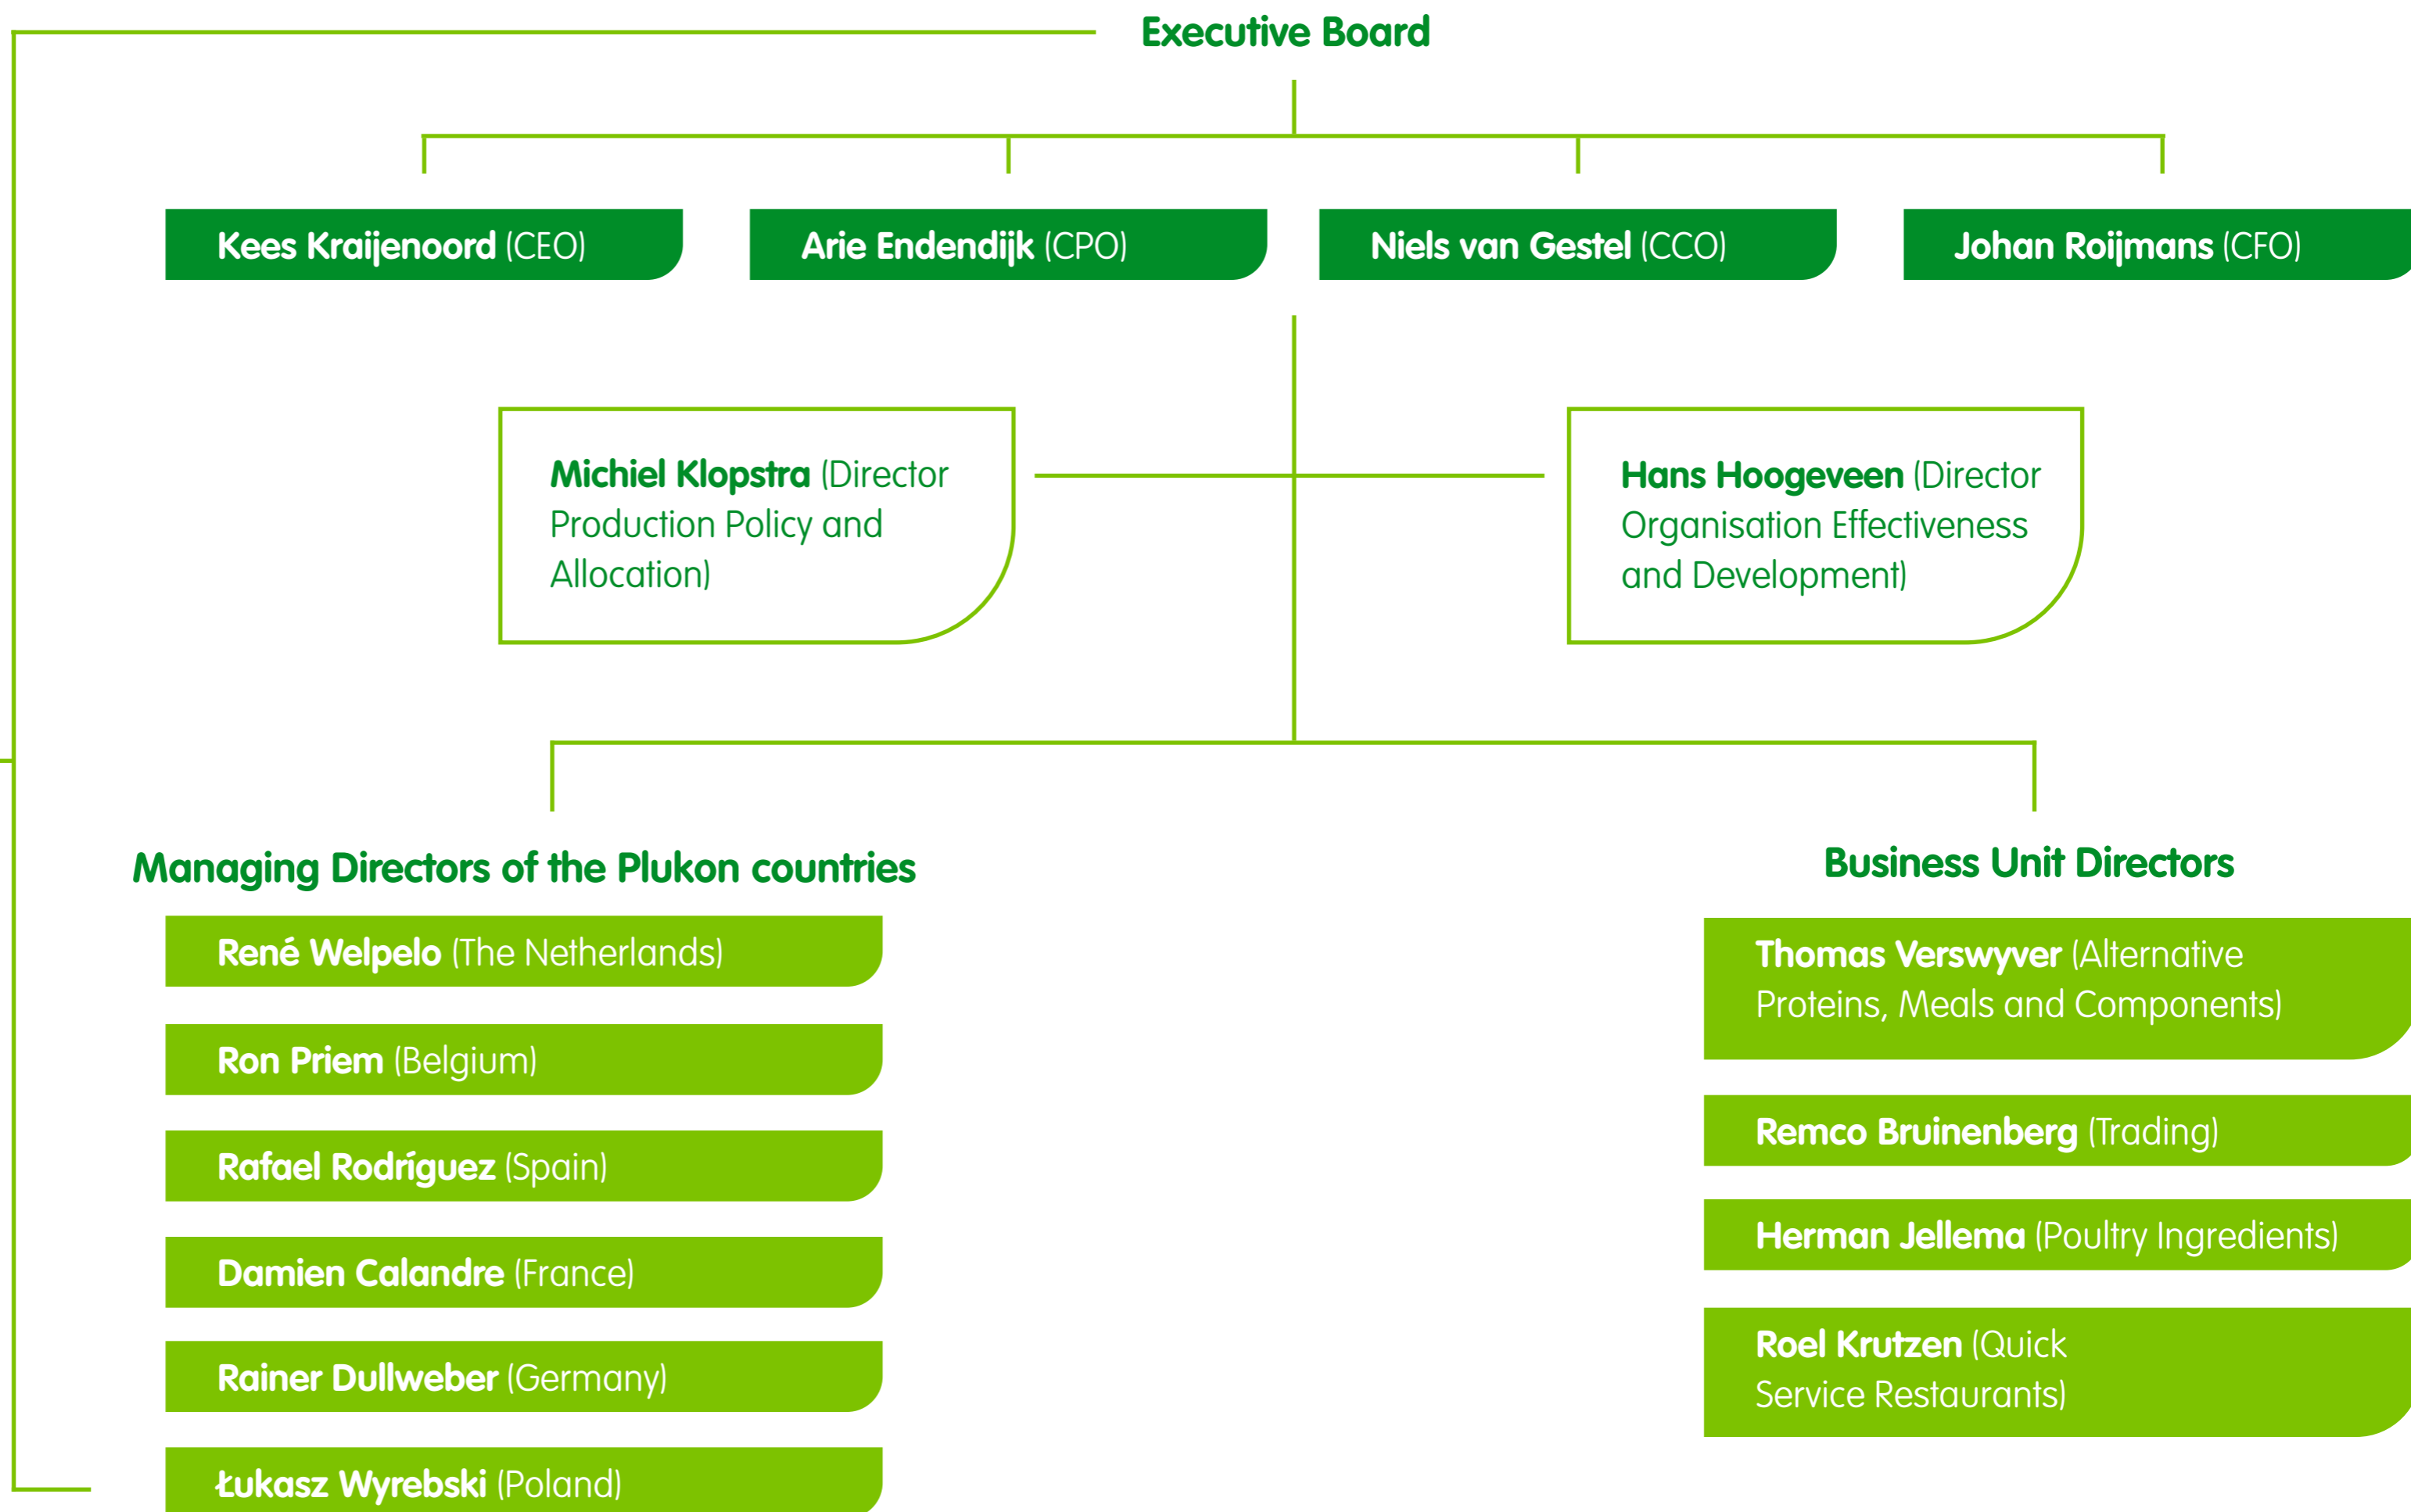 Executive Board
Kees Kraijenoord (CEO)
Arie Endendijk (CPO)
Niels van Gestel (CCO)
Johan Roijmans (CFO)
Michiel Klopstra (Director
Production Policy and
Allocation)
Hans Hoogeveen (Director
Organisation Effectiveness
and Development)
Managing Directors of the Plukon countries
René Welpelo (The Netherlands)
Ron Priem (Belgium)
Rafael Rodríguez (Spain)
Damien Calandre (France)
Rainer Dullweber (Germany)
Łukasz Wyrebski (Poland)
Business Unit Directors
Thomas Verswyver (Alternative
Proteins, Meals and Components)
Remco Bruinenberg (Trading)
Herman Jellema (Poultry Ingredients)
Roel Krutzen (Quick
Service Restaurants)